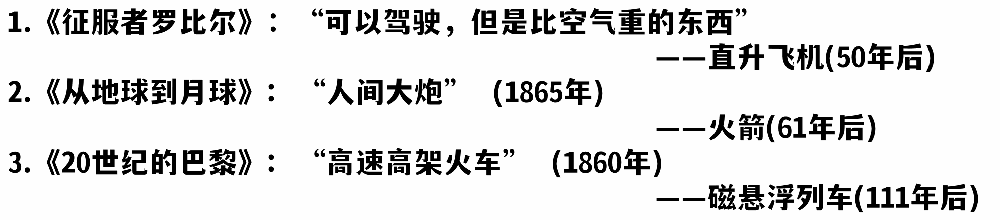 1.《征服者罗比尔》： “可以驾驶，但是比空气重的东西”
——直升飞机(50年后)
2.《从地球到月球》： “人间大炮” (1865年)
——火箭(61年后)
3.《20世纪的巴黎》： “高速高架火车” (1860年)
——磁悬浮列车(111年后)